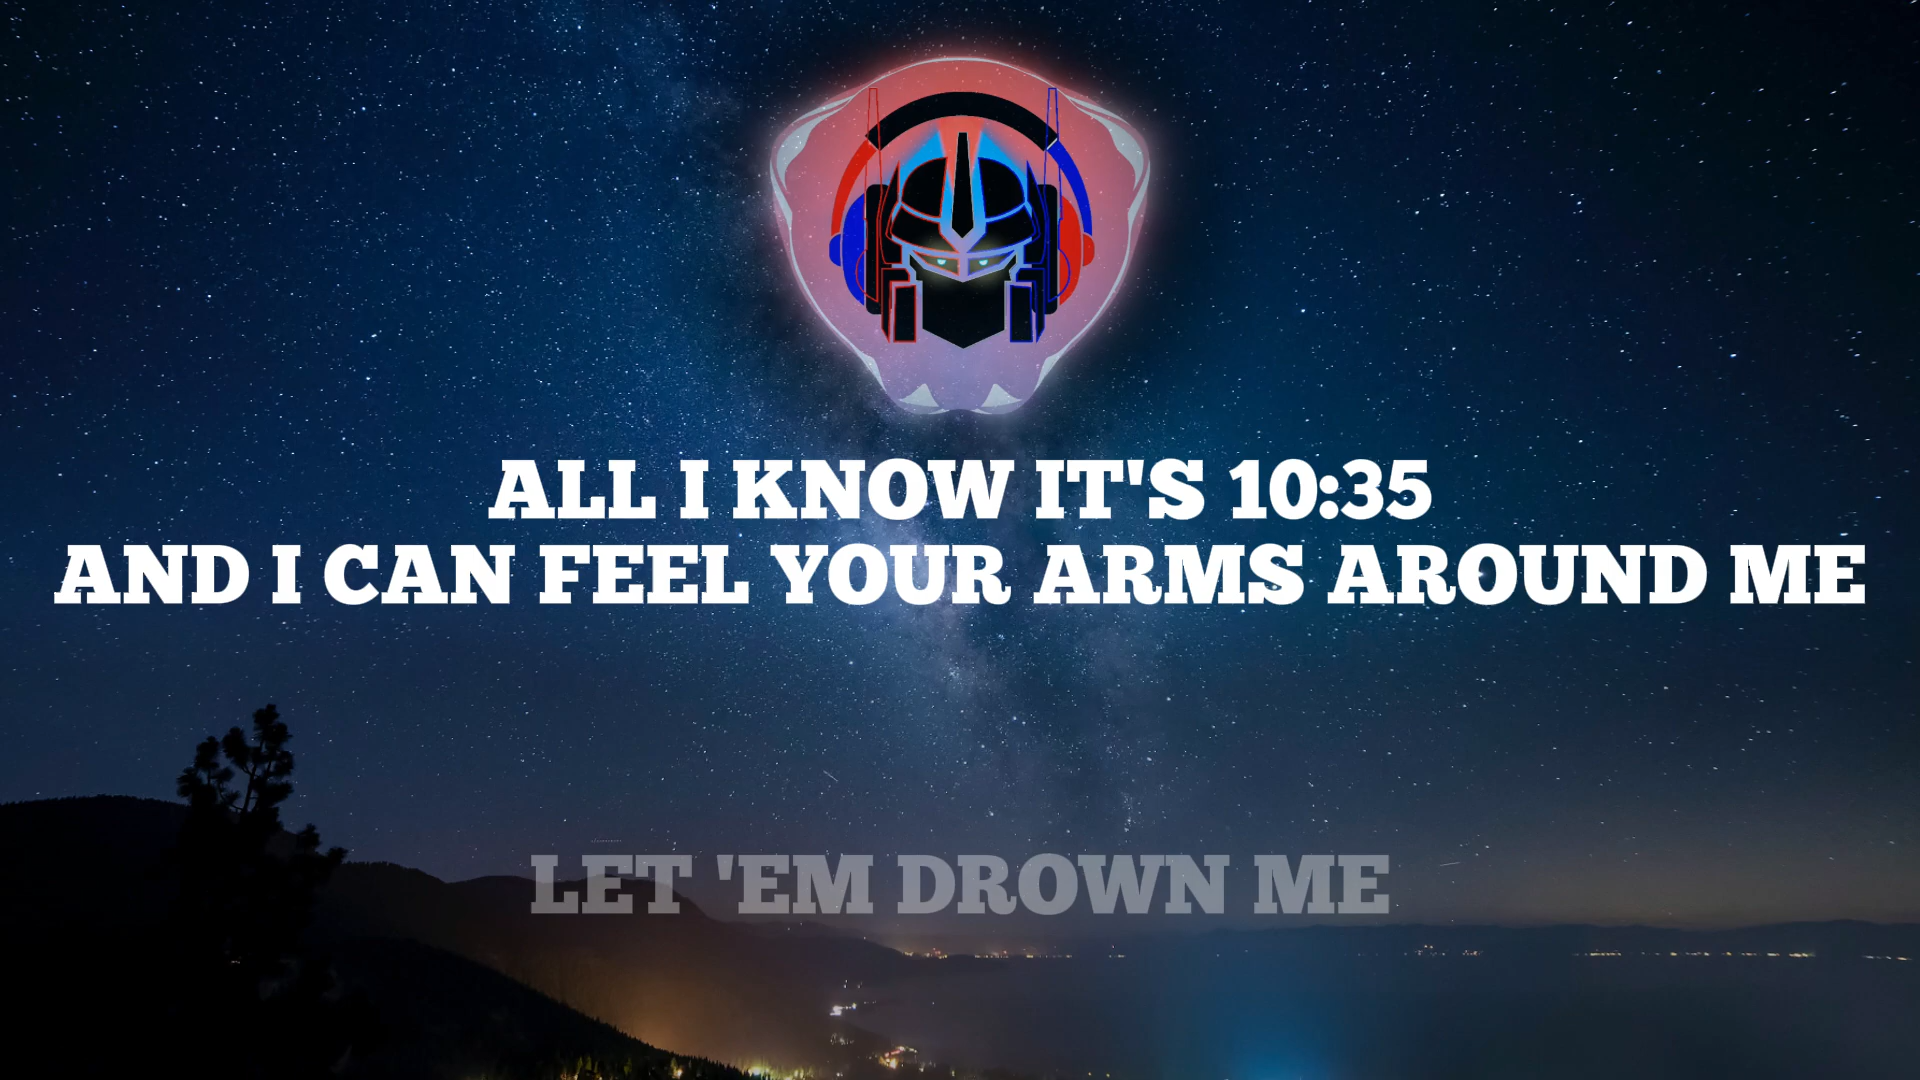 ALL I KNOW IT'S 10:35
AND I CAN FEEL YOUR ARMS AROUND ME
LET 'EM DROWN ME